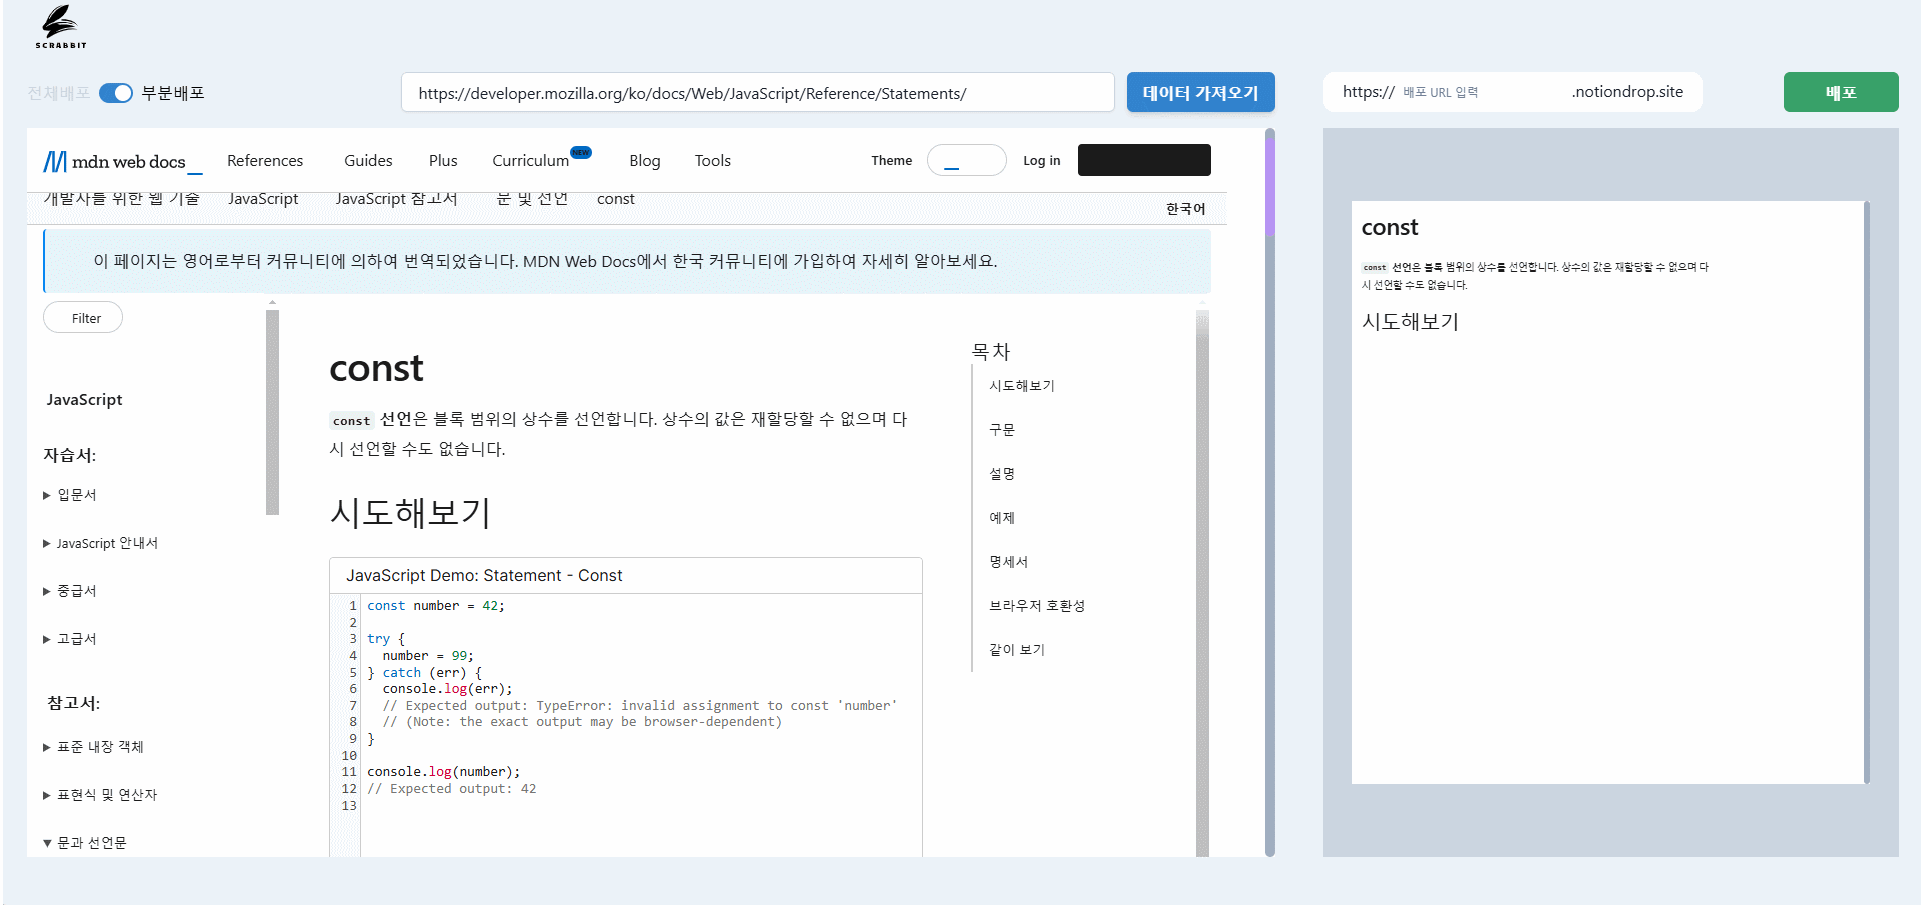 SCRABBIT
전체배포 부분배포
https://developer.mozilla.org/ko/docs/Web/JavaScript/Reference/Statements/
데이터 가져오기
https:// 배포 URL 입력 .notiondrop.site
배포
mdn web docs_
References Guides Plus Curriculum NEW Blog Tools
Theme Log in
개발자를 위한 웹 기술 JavaScript JavaScript 참고서 문 및 선언 const
한국어
이 페이지는 영어로부터 커뮤니티에 의하여 번역되었습니다. MDN Web Docs에서 한국 커뮤니티에 가입하여 자세히 알아보세요.
Filter
JavaScript
자습서:
▶ 입문서
▶ JavaScript 안내서
▶ 중급서
▶ 고급서
참고서:
▶ 표준 내장 객체
▶ 표현식 및 연산자
▼ 문과 선언문
const
const 선언은 블록 범위의 상수를 선언합니다. 상수의 값은 재할당할 수 없으며 다
시 선언할 수도 없습니다.
시도해보기
JavaScript Demo: Statement - Const
1 const number = 42;
2
3 try {
4 number = 99;
5 } catch (err) {
6 console.log(err);
7 // Expected output: TypeError: invalid assignment to const 'number'
8 // (Note: the exact output may be browser-dependent)
9 }
10
11 console.log(number);
12 // Expected output: 42
13
목차
시도해보기
구문
설명
예제
명세서
브라우저 호환성
같이 보기
const
const 선언은 블록 범위의 상수를 선언합니다. 상수의 값은 재할당할 수 없으며 다
시 선언할 수도 없습니다.
시도해보기